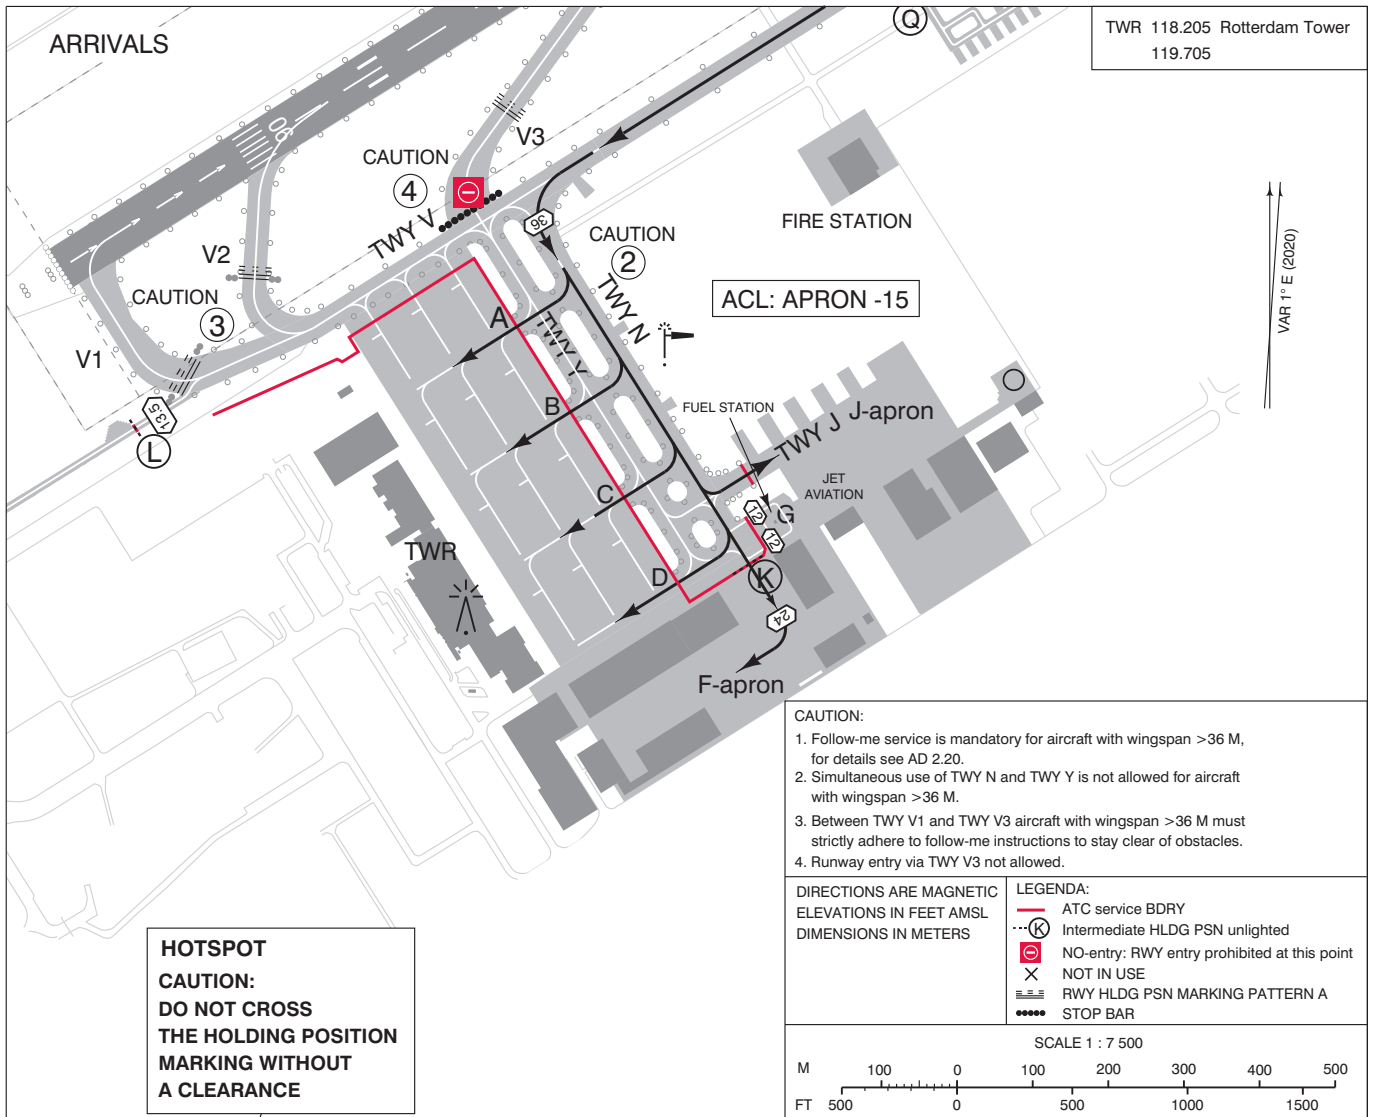 ARRIVALS
Q
TWR 118.205 Rotterdam Tower
119.705
06
V3
CAUTION
4
TWY V
36
CAUTION
2
FIRE STATION
V2
CAUTION
3
TWY N
ACL: APRON -15
VAR 1° E (2020)
A
TWY Y
V1
B
FUEL STATION
J-apron
13.5
L
TWY J
JET
AVIATION
C
12
G
12
TWR
D
K
24
F-apron
CAUTION:
1. Follow-me service is mandatory for aircraft with wingspan >36 M,
for details see AD 2.20.
2. Simultaneous use of TWY N and TWY Y is not allowed for aircraft
with wingspan >36 M.
3. Between TWY V1 and TWY V3 aircraft with wingspan >36 M must
strictly adhere to follow-me instructions to stay clear of obstacles.
4. Runway entry via TWY V3 not allowed.
DIRECTIONS ARE MAGNETIC
ELEVATIONS IN FEET AMSL
DIMENSIONS IN METERS
LEGENDA:
ATC service BDRY
K Intermediate HLDG PSN unlighted
NO-entry: RWY entry prohibited at this point
NOT IN USE
RWY HLDG PSN MARKING PATTERN A
STOP BAR
HOTSPOT
CAUTION:
DO NOT CROSS
THE HOLDING POSITION
MARKING WITHOUT
A CLEARANCE
SCALE 1 : 7 500
M 100 0 100 200 300 400 500
FT 500 0 500 1000 1500